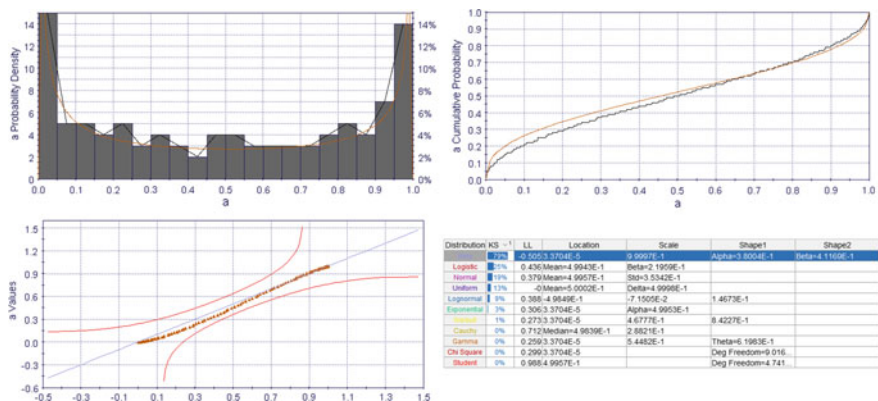 14 14%
12 12%
10 10%
8 8%
6 6%
4 4%
2 2%
0 0%
0.0 0.1 0.2 0.3 0.4 0.5 0.6 0.7 0.8 0.9 1.0
a
a Probability Density
1.0
0.9
0.8
0.7
0.6
0.5
0.4
0.3
0.2
0.1
0.0
0.0 0.1 0.2 0.3 0.4 0.5 0.6 0.7 0.8 0.9 1.0
a
a Cumulative Probability
1.5
1.2
0.9
0.6
0.3
0.0
-0.3
-0.6
-0.5 -0.3 -0.1 0.1 0.3 0.5 0.7 0.9 1.1 1.3 1.5
a Values
Distribution KS 1 LL Location Scale Shape1 Shape2
79% -0.505 3.3704E-5 9.9997E-1 Alpha=3.8004E-1 Beta=4.1169E-1
Logistic 25% 0.436 Mean=4.9943E-1 Beta=2.1959E-1
Normal 19% 0.379 Mean=4.9957E-1 Std=3.5342E-1
Uniform 13% -0 Mean=5.0002E-1 Delta=4.9998E-1
Lognormal 9% 0.388 -4.9849E-1 -7.1505E-2 1.4673E-1
Exponential 3% 0.306 3.3704E-5 Alpha=4.9953E-1
1% 0.273 3.3704E-5 4.6777E-1 8.4227E-1
Cauchy 0% 0.712 Median=4.9839E-1 2.8821E-1
Gamma 0% 0.259 3.3704E-5 5.4482E-1 Theta=6.1983E-1
Chi Square 0% 0.299 3.3704E-5 Deg Freedom=9.016...
Student 0% 0.988 4.9957E-1 Deg Freedom=4.741...